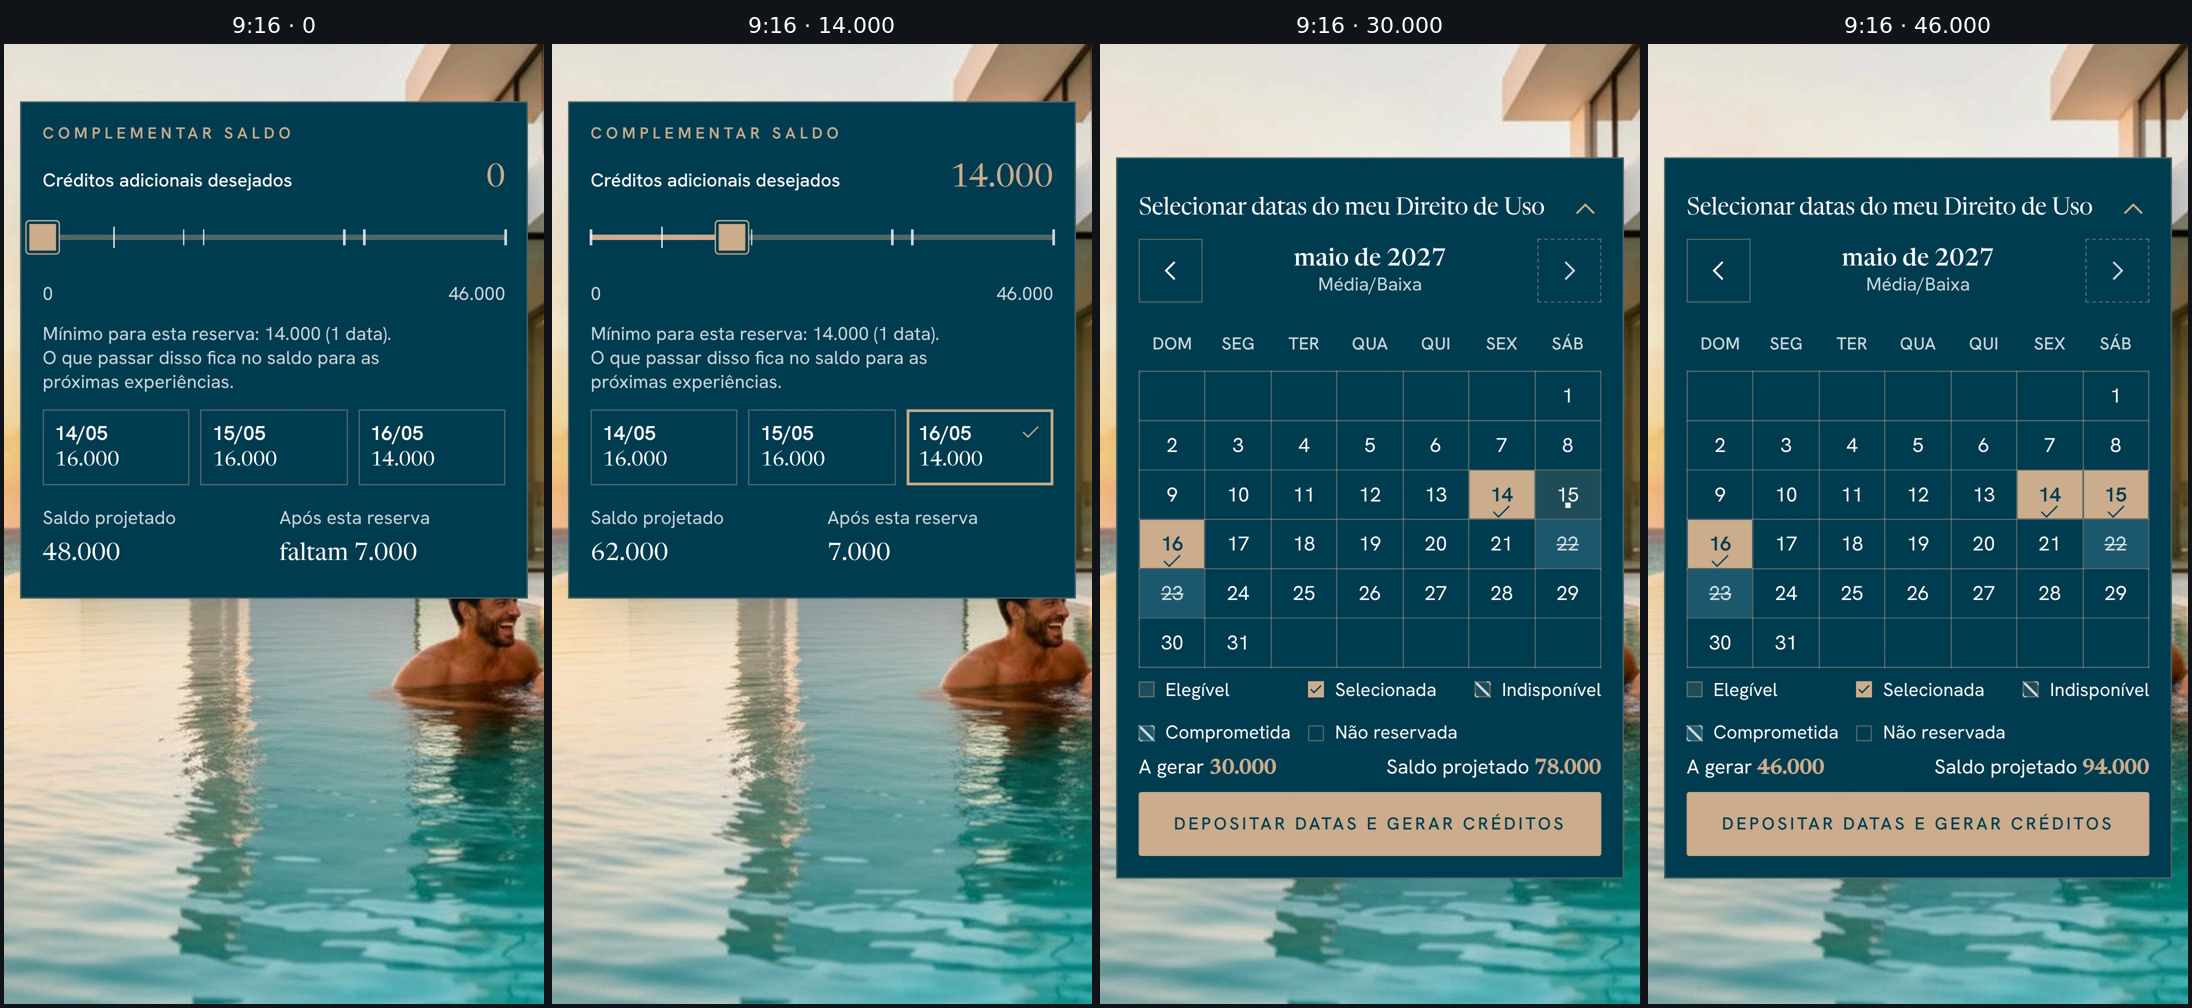 9:16 · 0
COMPLEMENTAR SALDO
Créditos adicionais desejados 0
0 46.000
Mínimo para esta reserva: 14.000 (1 data).
O que passar disso fica no saldo para as
próximas experiências.
14/05 15/05 16/05
16.000 16.000 14.000
Saldo projetado Após esta reserva
48.000 faltam 7.000
9:16 · 14.000
COMPLEMENTAR SALDO
Créditos adicionais desejados 14.000
0 46.000
Mínimo para esta reserva: 14.000 (1 data).
O que passar disso fica no saldo para as
próximas experiências.
14/05 15/05 16/05
16.000 16.000 14.000
Saldo projetado Após esta reserva
62.000 7.000
9:16 · 30.000
Selecionar datas do meu Direito de Uso
maio de 2027
Média/Baixa
DOM SEG TER QUA QUI SEX SÁB
1
2 3 4 5 6 7 8
9 10 11 12 13 14 15
16 17 18 19 20 21 22
23 24 25 26 27 28 29
30 31
Elegível Selecionada Indisponível
Comprometida Não reservada
A gerar 30.000 Saldo projetado 78.000
DEPOSITAR DATAS E GERAR CRÉDITOS
9:16 · 46.000
Selecionar datas do meu Direito de Uso
maio de 2027
Média/Baixa
DOM SEG TER QUA QUI SEX SÁB
1
2 3 4 5 6 7 8
9 10 11 12 13 14 15
16 17 18 19 20 21 22
23 24 25 26 27 28 29
30 31
Elegível Selecionada Indisponível
Comprometida Não reservada
A gerar 46.000 Saldo projetado 94.000
DEPOSITAR DATAS E GERAR CRÉDITOS